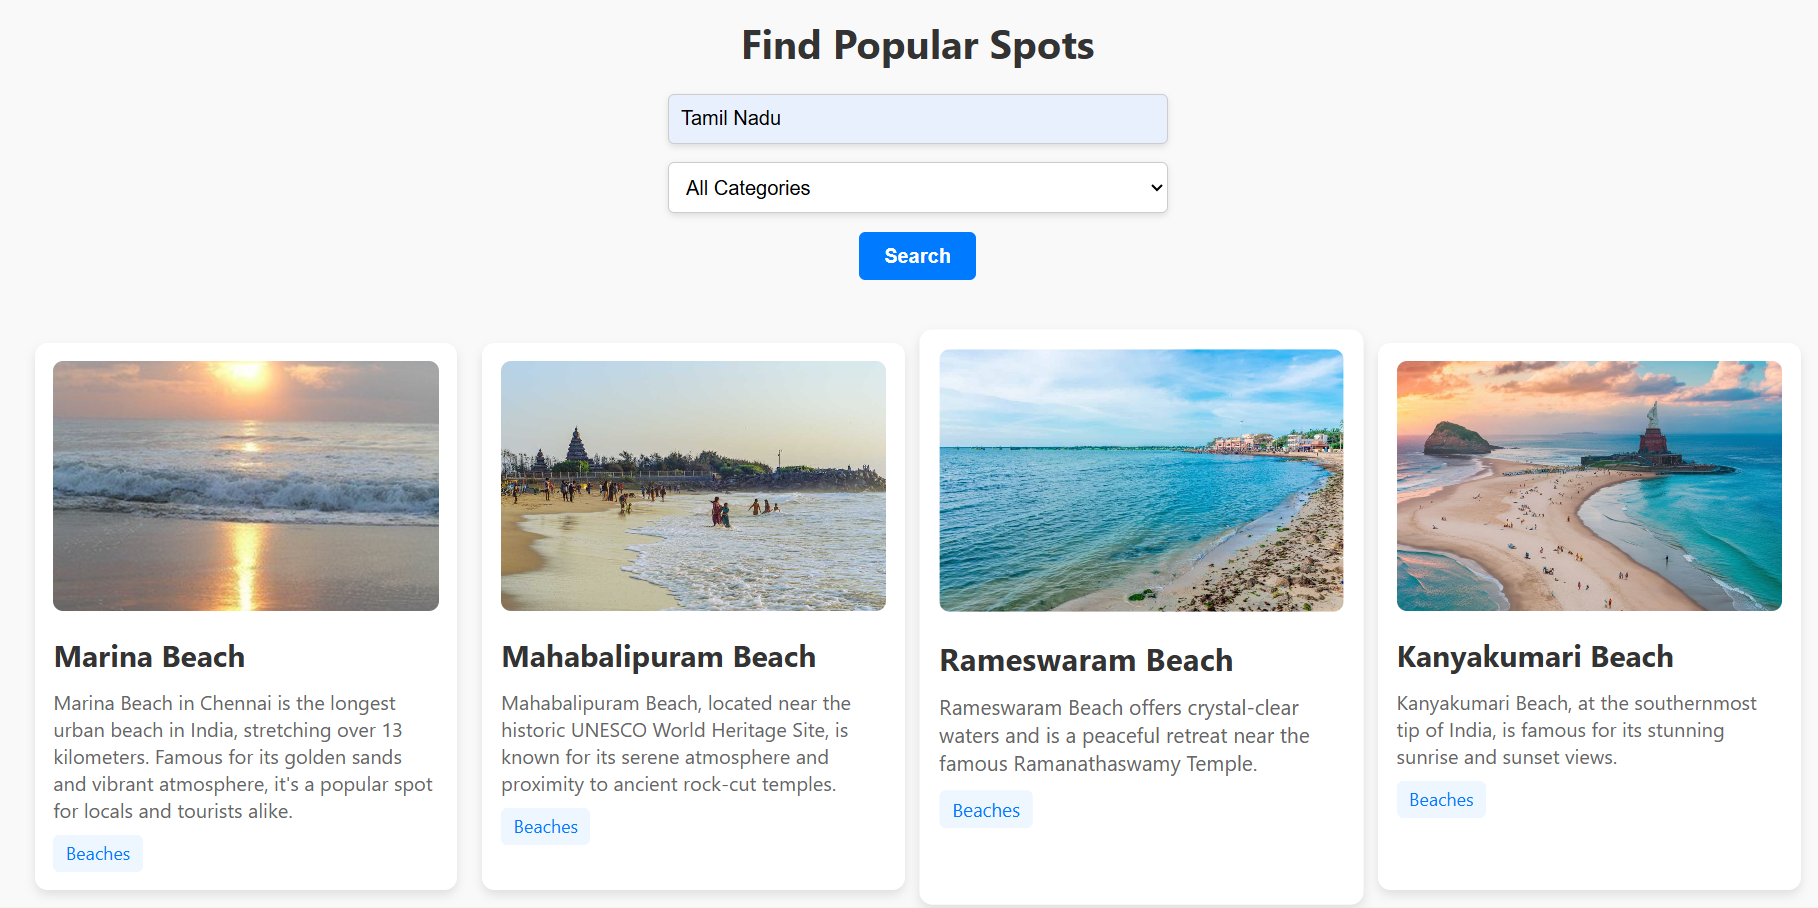 Find Popular Spots
Tamil Nadu
All Categories
Search
Marina Beach
Marina Beach in Chennai is the longest
urban beach in India, stretching over 13
kilometers. Famous for its golden sands
and vibrant atmosphere, it's a popular spot
for locals and tourists alike.
Beaches
Mahabalipuram Beach
Mahabalipuram Beach, located near the
historic UNESCO World Heritage Site, is
known for its serene atmosphere and
proximity to ancient rock-cut temples.
Beaches
Rameswaram Beach
Rameswaram Beach offers crystal-clear
waters and is a peaceful retreat near the
famous Ramanathaswamy Temple.
Beaches
Kanyakumari Beach
Kanyakumari Beach, at the southernmost
tip of India, is famous for its stunning
sunrise and sunset views.
Beaches